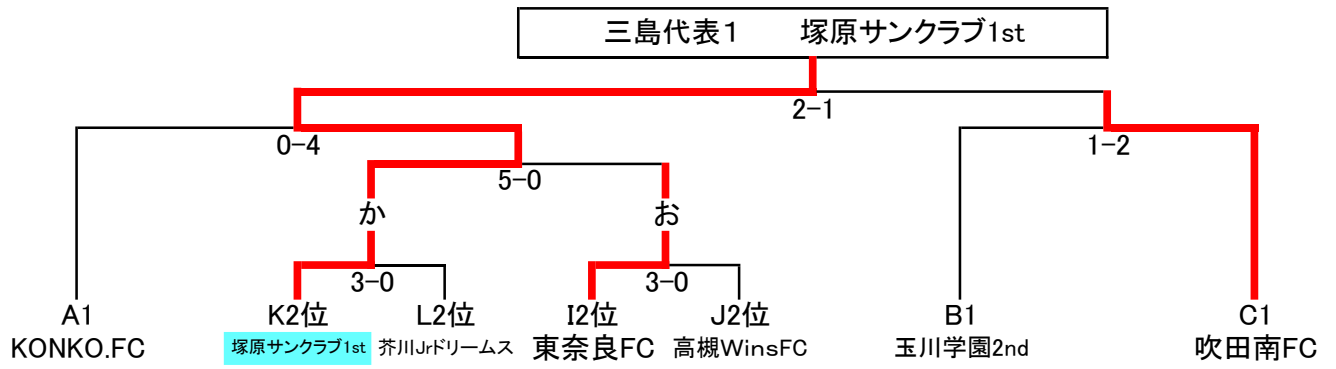 三島代表１　　塚原サンクラブ1st
2-1
0-4
1-2
5-0
か
お
3-0
3-0
A1
K2位
L2位
I2位
J2位
B1
C1
KONKO.FC
塚原サンクラブ1st
芥川Jrドリームス
東奈良FC
高槻WinsFC
玉川学園2nd
吹田南FC